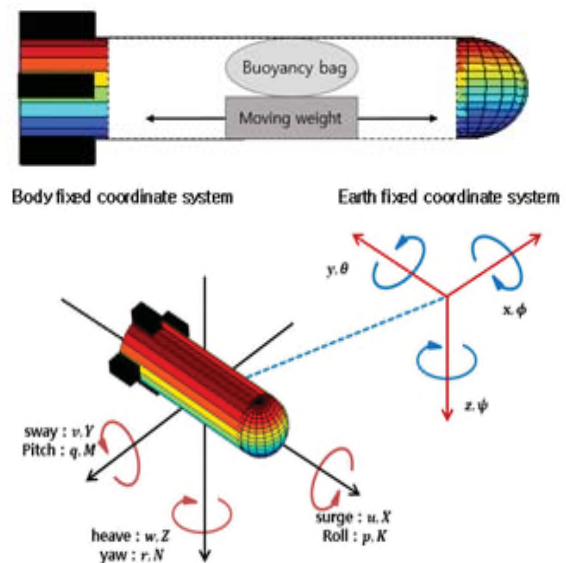 Buoyancy bag
Moving weight
Body fixed coordinate system
Earth fixed coordinate system
y.θ
x.ϕ
z.ψ
sway : v.Y
Pitch : q.M
heave : w.Z
yaw : r.N
surge : u.X
Roll : p.K